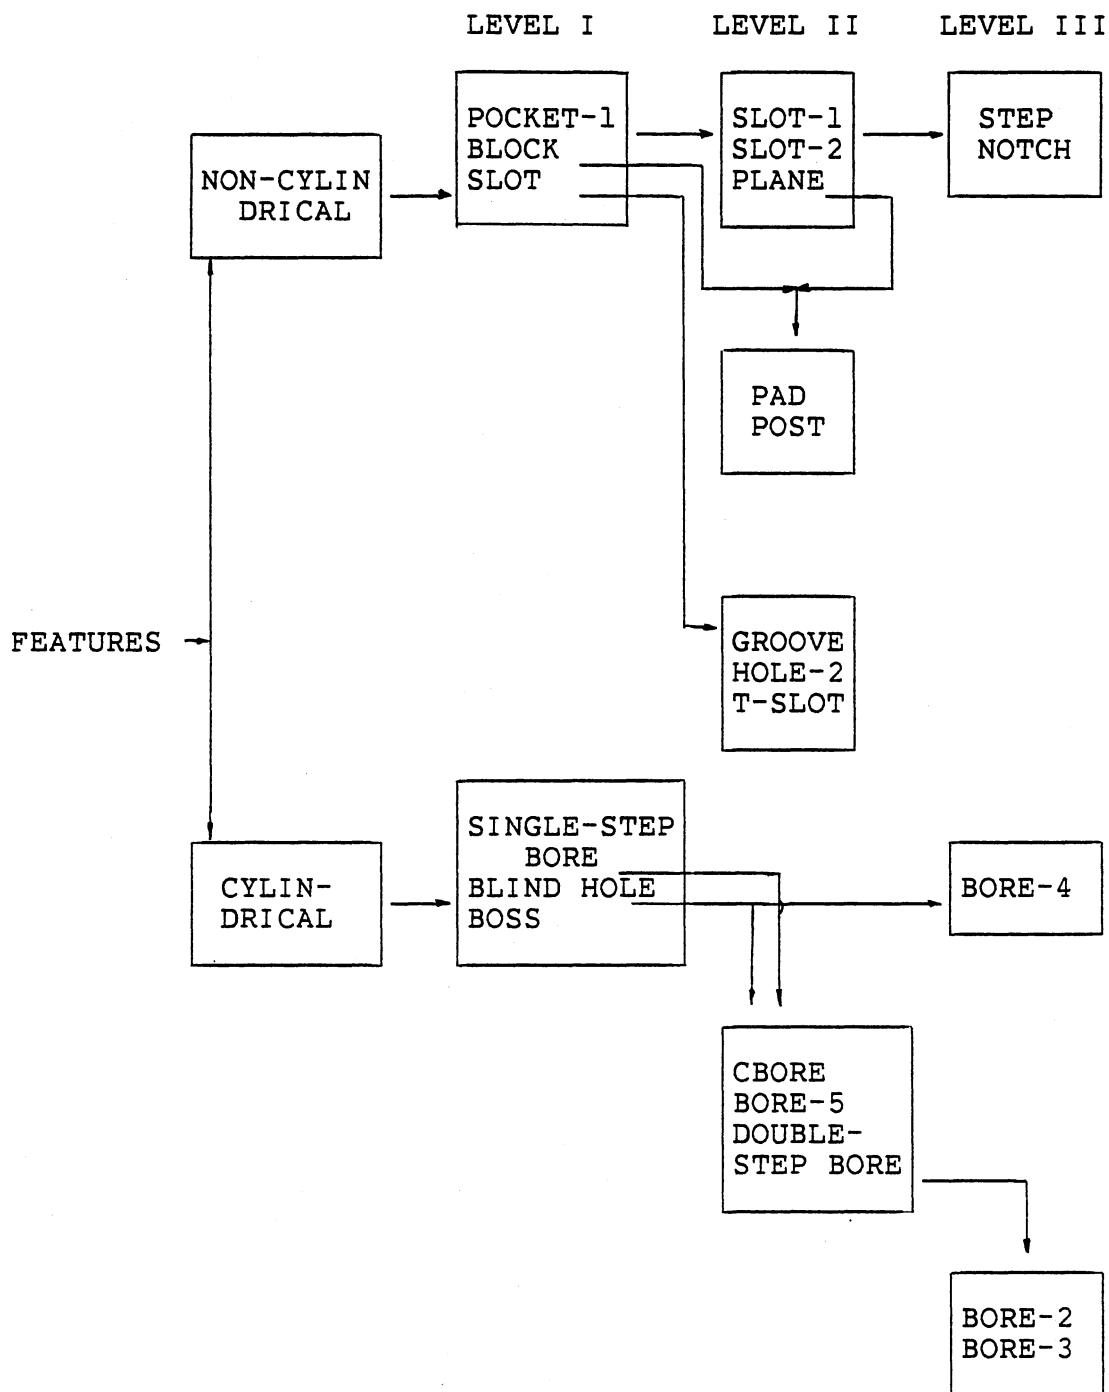 LEVEL I
LEVEL II
LEVEL III
POCKET-1
BLOCK
SLOT
SLOT-1
SLOT-2
PLANE
STEP
NOTCH
NON-CYLIN
DRICAL
PAD
POST
FEATURES
GROOVE
HOLE-2
T-SLOT
SINGLE-STEP
BORE
BLIND HOLE
BOSS
CYLIN-
DRICAL
BORE-4
CBORE
BORE-5
DOUBLE-
STEP BORE
BORE-2
BORE-3